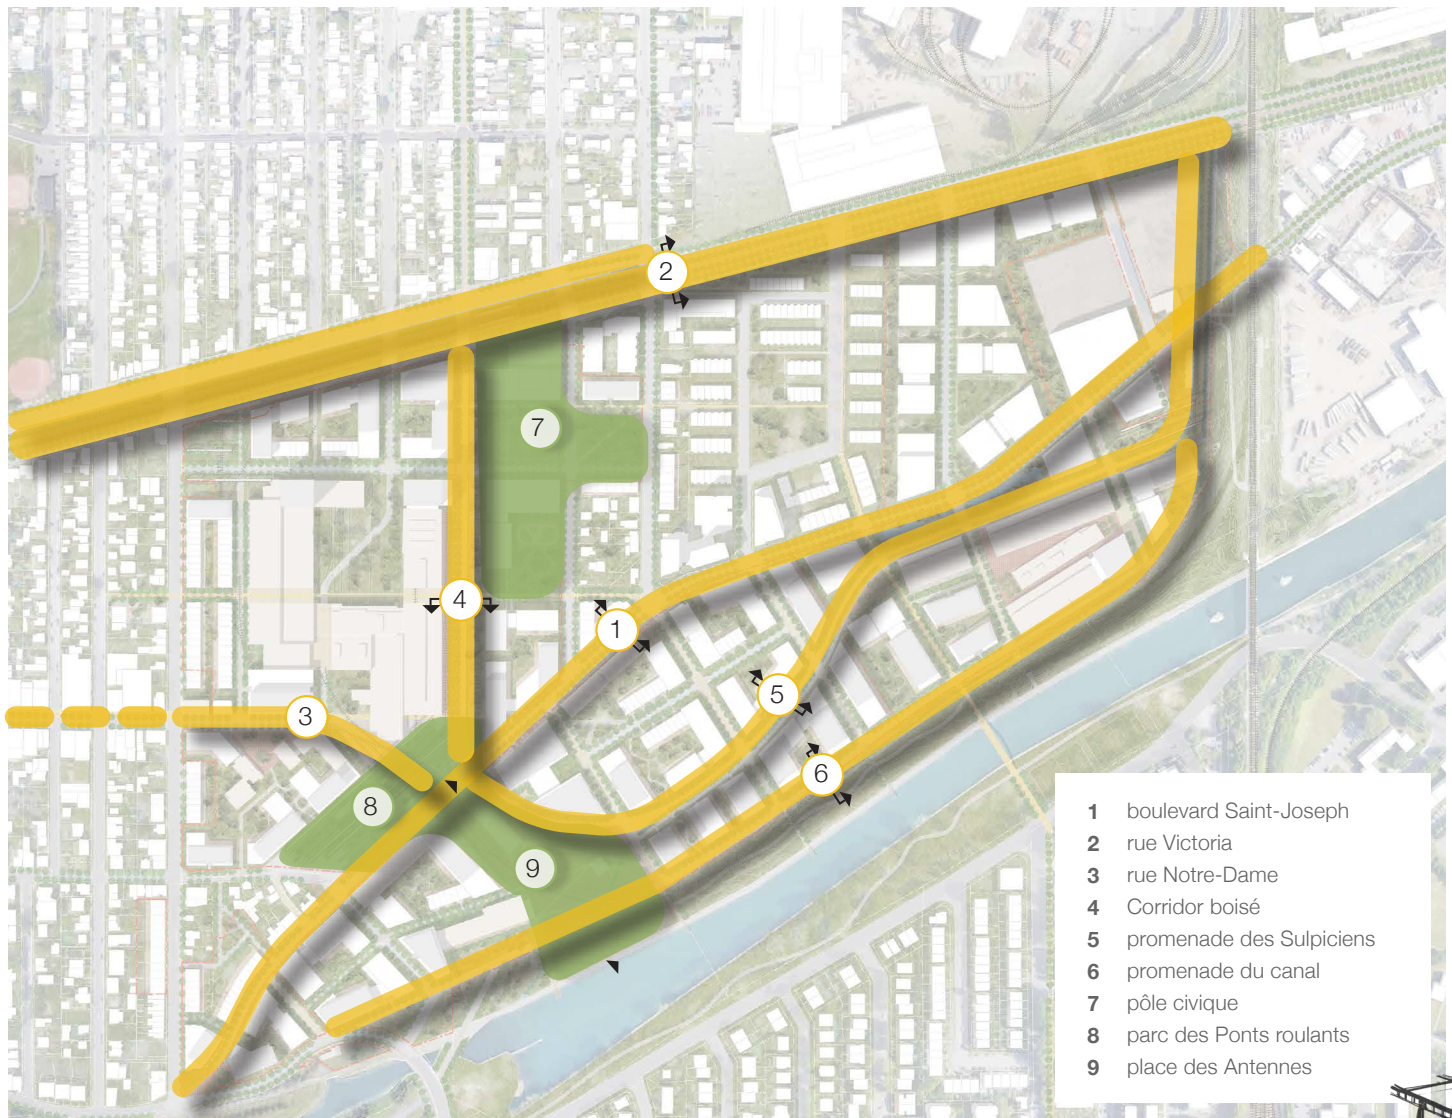 2
7
4
1
5
3
6
8
9
1 boulevard Saint-Joseph
2 rue Victoria
3 rue Notre-Dame
4 Corridor boisé
5 promenade des Sulpiciens
6 promenade du canal
7 pôle civique
8 parc des Ponts roulants
9 place des Antennes